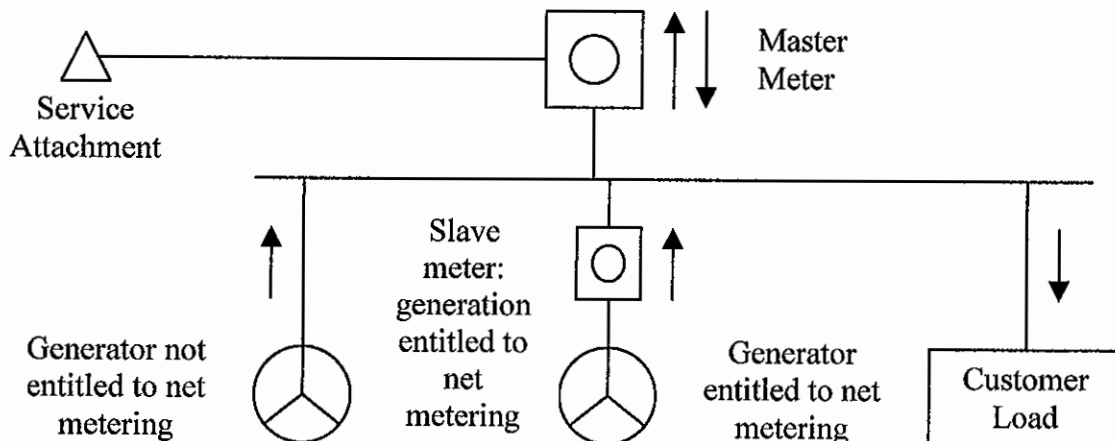 Master
Meter
Service
Attachment
Slave
meter:
generation
entitled to
net
metering
Generator not
entitled to net
metering
Generator
entitled to net
metering
Customer
Load